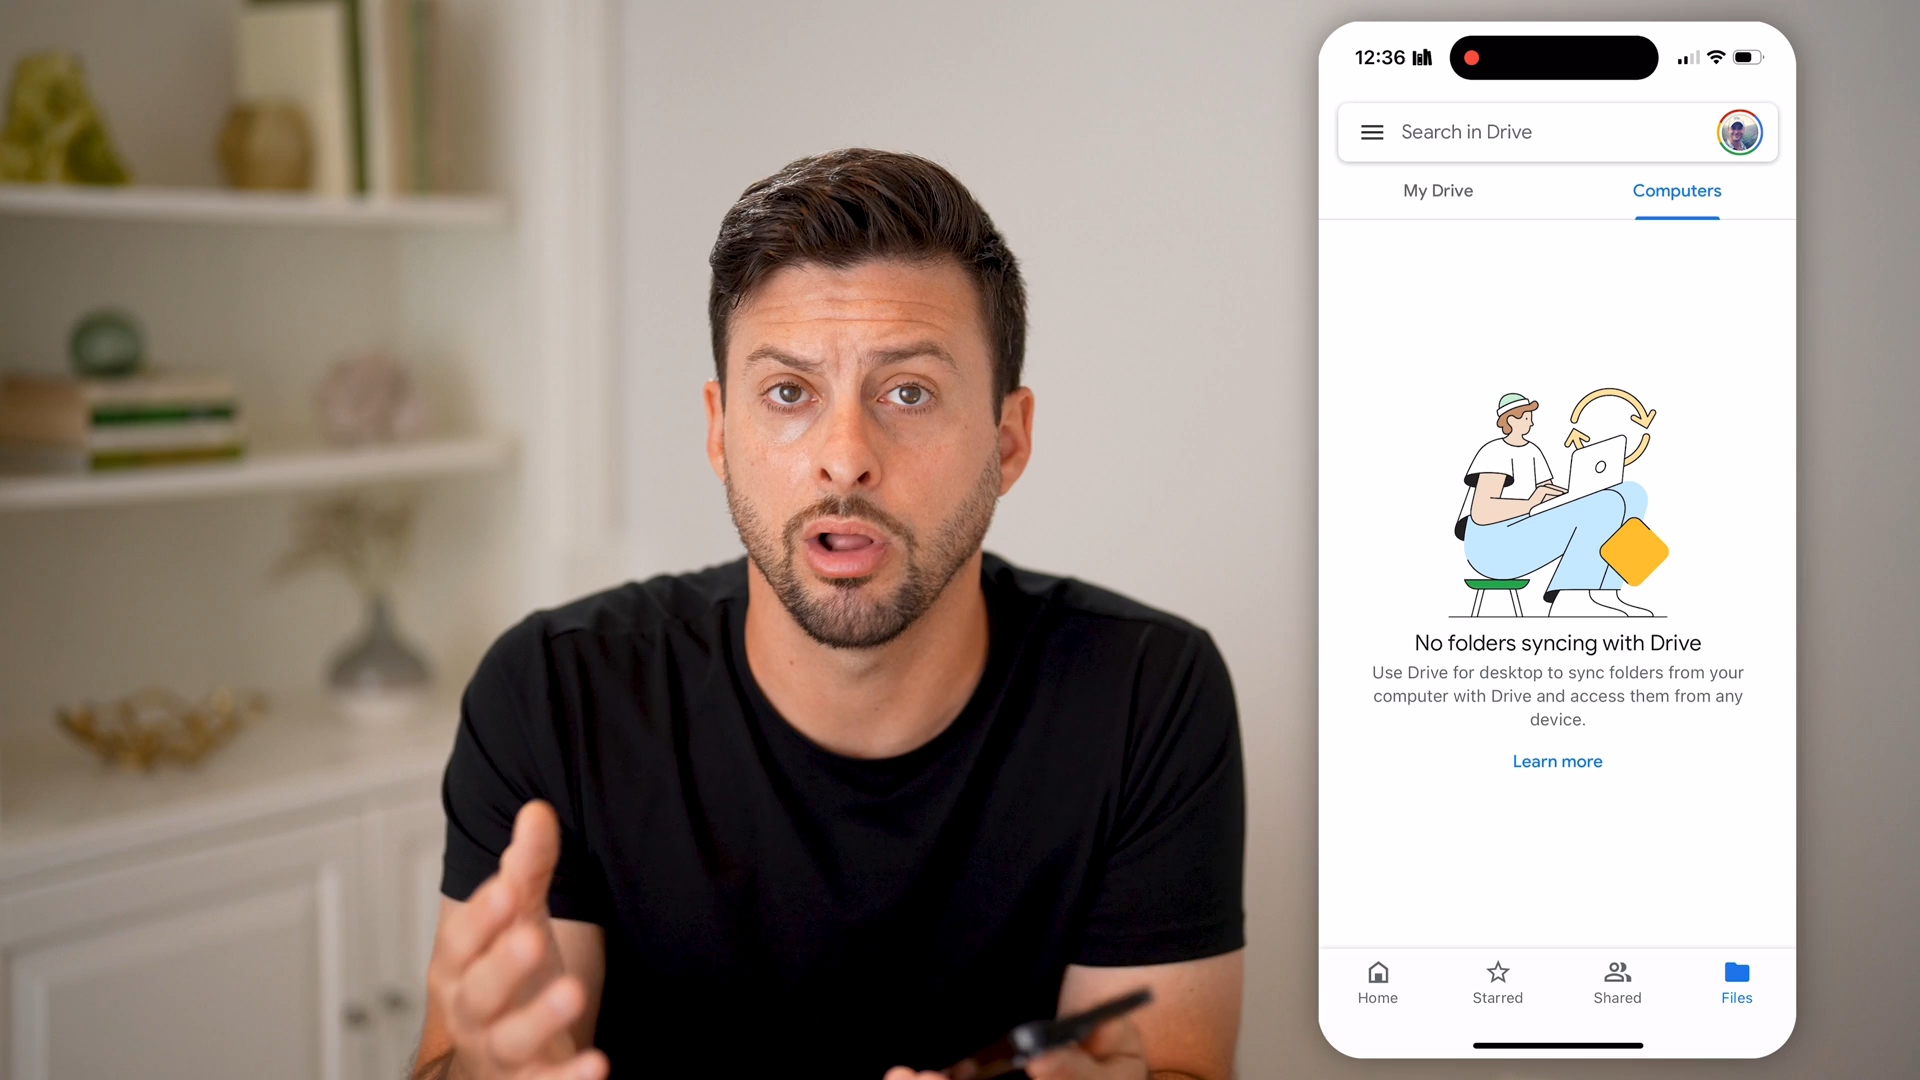 12:36
Search in Drive
My Drive
Computers
No folders syncing with Drive
Use Drive for desktop to sync folders from your
computer with Drive and access them from any
device.
Learn more
Home
Starred
Shared
Files